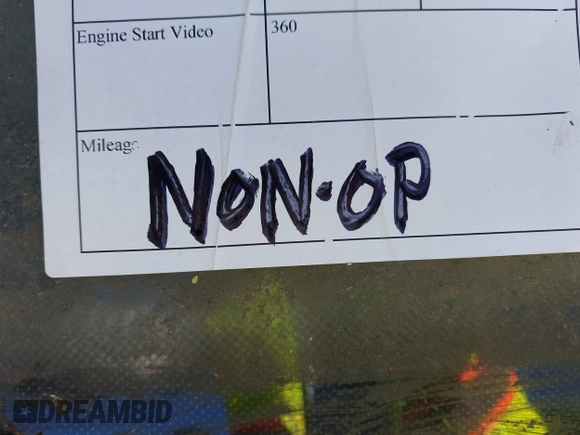 Engine Start Video
360
Mileage
NON-OP
DREAMBID